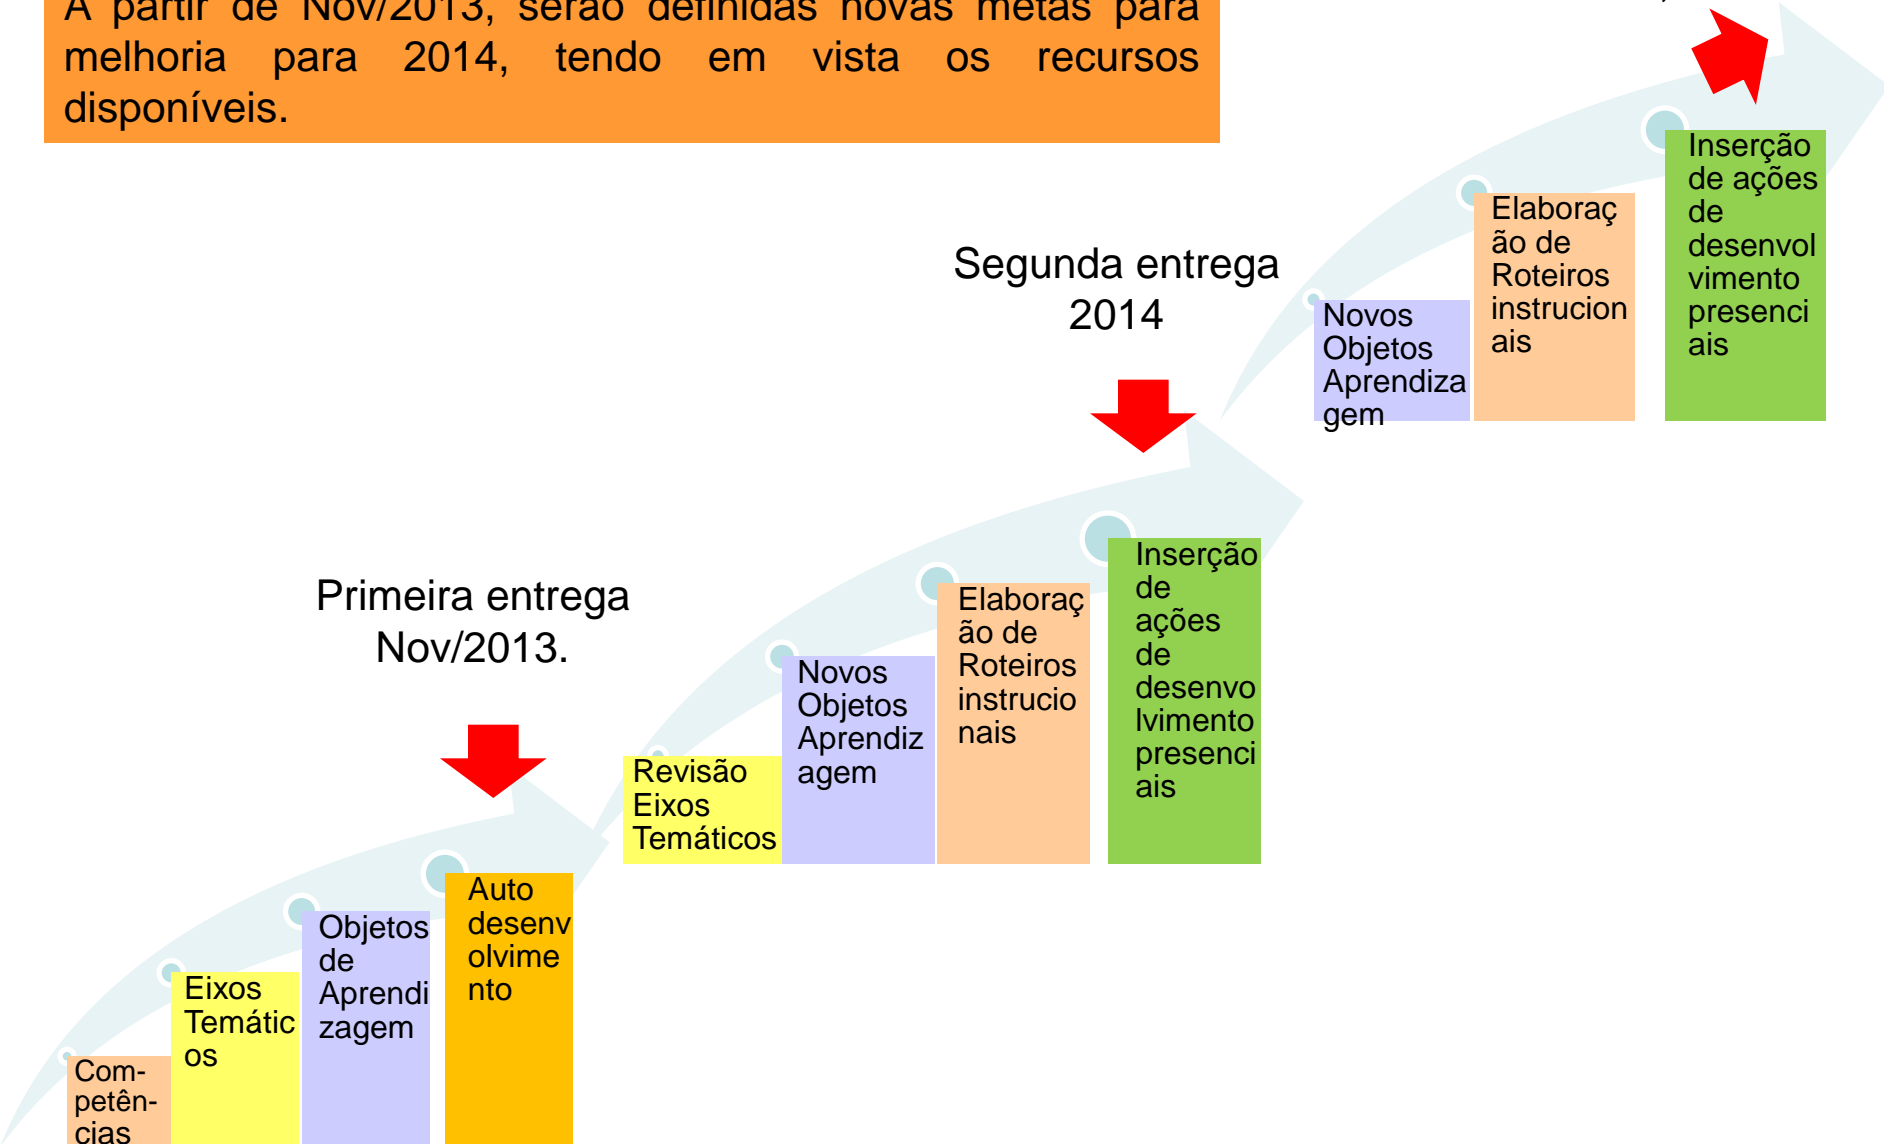 A partir de Nov/2013, serão definidas novas metas para
melhoria para 2014, tendo em vista os recursos
disponíveis.
Inserção
de ações
de
desenvol
vimento
presenci
ais
Elaboraç
ão de
Roteiros
instrucion
ais
Novos
Objetos
Aprendiza
gem
Segunda entrega
2014
Inserção
de
ações
de
desenvo
lvimento
presenci
ais
Elaboraç
ão de
Roteiros
instrucio
nais
Novos
Objetos
Aprendiz
agem
Revisão
Eixos
Temáticos
Primeira entrega
Nov/2013.
Auto
desenv
olvime
nto
Objetos
de
Aprendi
zagem
Eixos
Temátic
os
Com-
petên-
cias